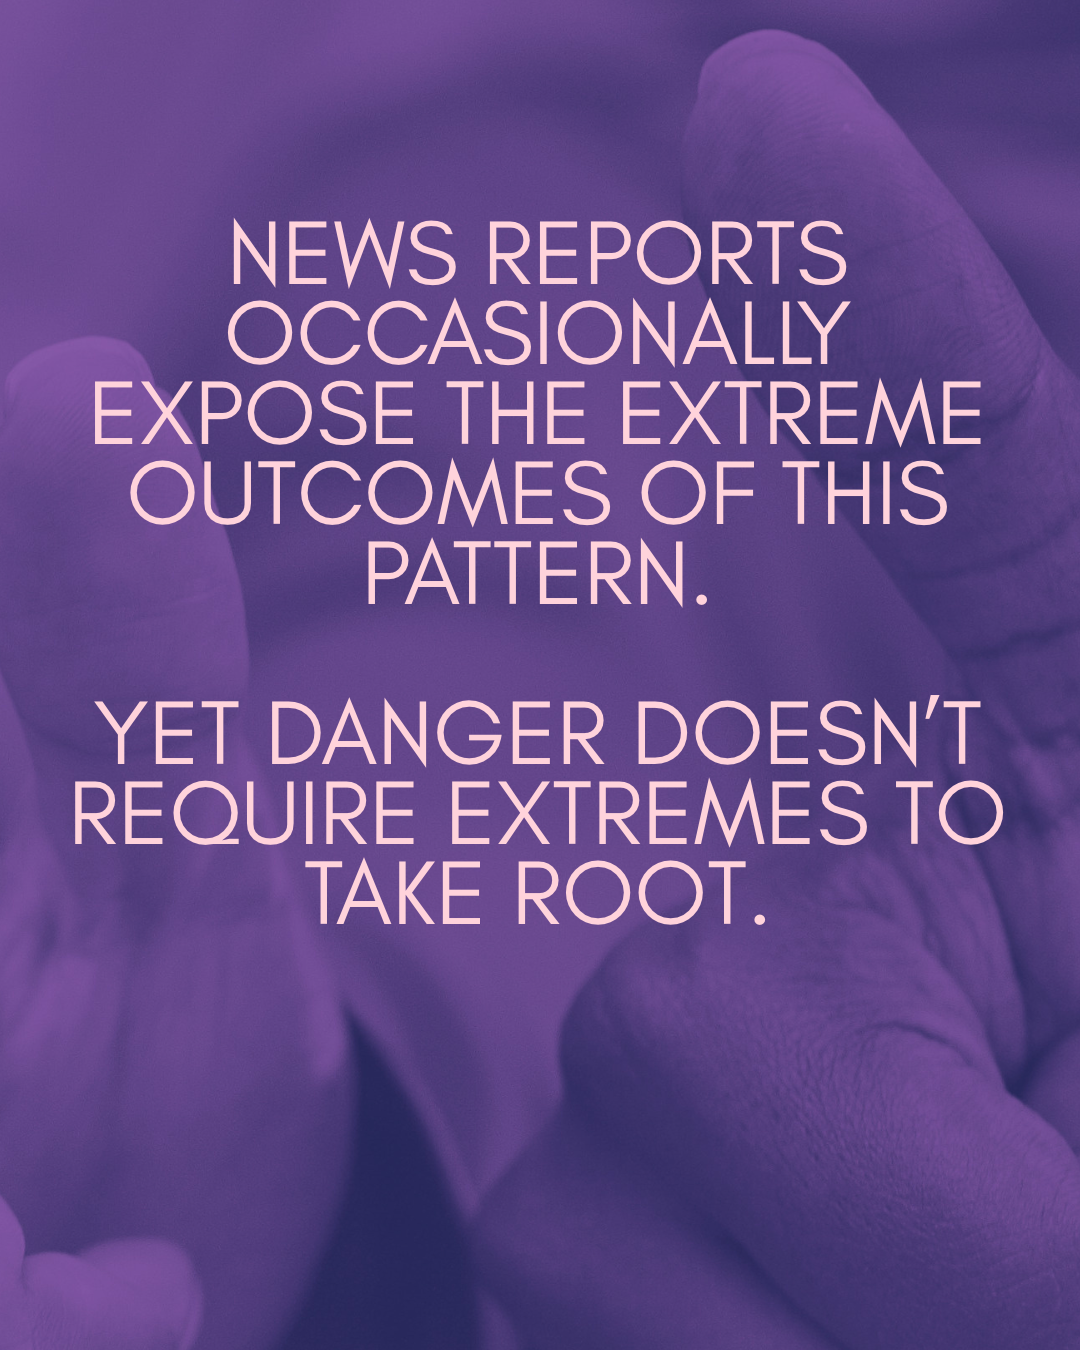 NEWS REPORTS
OCCASIONALLY
EXPOSE THE EXTREME
OUTCOMES OF THIS
PATTERN.
YET DANGER DOESN'T
REQUIRE EXTREMES TO
TAKE ROOT.